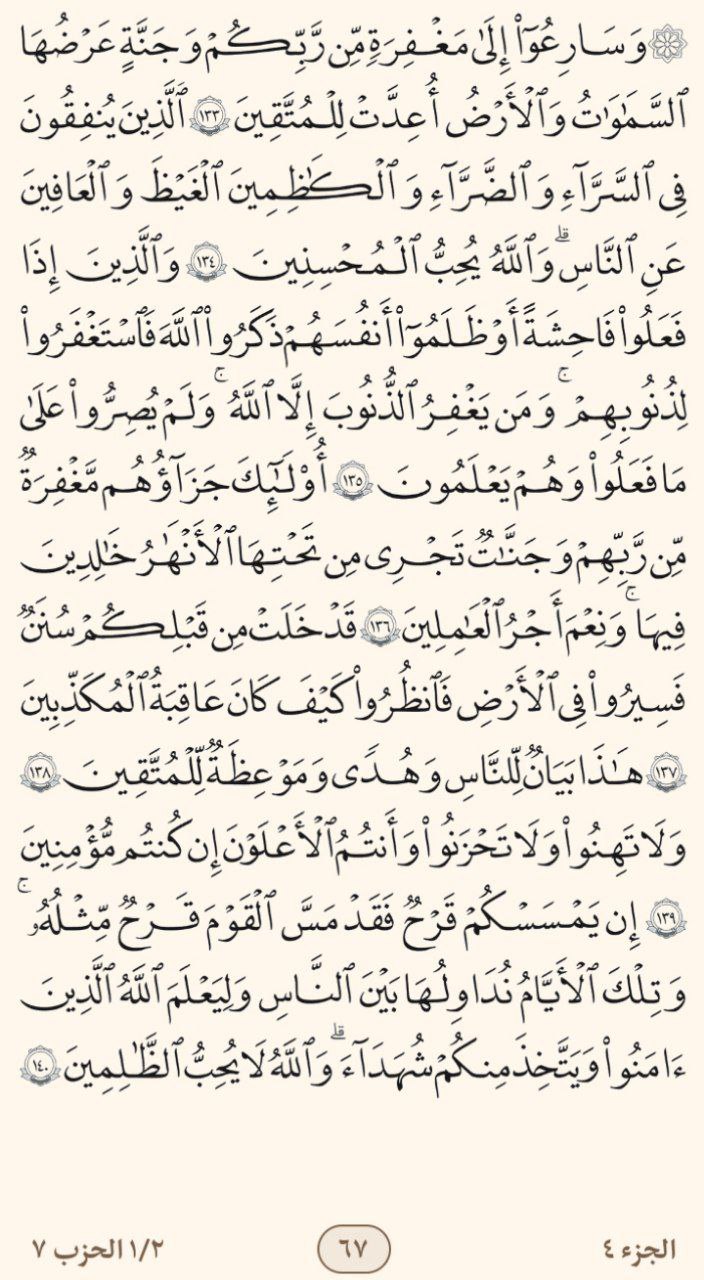 ۞ وَسَارِعُوٓا۟ إِلَىٰ مَغْفِرَةٍ مِّن رَّبِّكُمْ وَجَنَّةٍ عَرْضُهَا
ٱلسَّمَـٰوَٰتُ وَٱلْأَرْضُ أُعِدَّتْ لِلْمُتَّقِينَ ١٣٣ ٱلَّذِينَ يُنفِقُونَ
فِى ٱلسَّرَّآءِ وَٱلضَّرَّآءِ وَٱلْكَـٰظِمِينَ ٱلْغَيْظَ وَٱلْعَافِينَ
عَنِ ٱلنَّاسِ ۗ وَٱللَّهُ يُحِبُّ ٱلْمُحْسِنِينَ ١٣٤ وَٱلَّذِينَ إِذَا
فَعَلُوا۟ فَـٰحِشَةً أَوْ ظَلَمُوٓا۟ أَنفُسَهُمْ ذَكَرُوا۟ ٱللَّهَ فَٱسْتَغْفَرُوا۟
لِذُنُوبِهِمْ ۚ وَمَن يَغْفِرُ ٱلذُّنُوبَ إِلَّا ٱللَّهُ ۚ وَلَمْ يُصِرُّوا۟ عَلَىٰ
مَا فَعَلُوا۟ وَهُمْ يَعْلَمُونَ ١٣٥ أُو۟لَـٰٓئِكَ جَزَآؤُهُم مَّغْفِرَةٌ
مِّن رَّبِّهِمْ وَجَنَّـٰتٌ تَجْرِى مِن تَحْتِهَا ٱلْأَنْهَـٰرُ خَـٰلِدِينَ
فِيهَا ۚ وَنِعْمَ أَجْرُ ٱلْعَـٰمِلِينَ ١٣٦ قَدْ خَلَتْ مِن قَبْلِكُمْ سُنَنٌ
فَسِيرُوا۟ فِى ٱلْأَرْضِ فَٱنظُرُوا۟ كَيْفَ كَانَ عَـٰقِبَةُ ٱلْمُكَذِّبِينَ
١٣٧ هَـٰذَا بَيَانٌ لِّلنَّاسِ وَهُدًى وَمَوْعِظَةٌ لِّلْمُتَّقِينَ ١٣٨
وَلَا تَهِنُوا۟ وَلَا تَحْزَنُوا۟ وَأَنتُمُ ٱلْأَعْلَوْنَ إِن كُنتُم مُّؤْمِنِينَ
١٣٩ إِن يَمْسَسْكُمْ قَرْحٌ فَقَدْ مَسَّ ٱلْقَوْمَ قَرْحٌ مِّثْلُهُۥ ۚ
وَتِلْكَ ٱلْأَيَّامُ نُدَاوِلُهَا بَيْنَ ٱلنَّاسِ وَلِيَعْلَمَ ٱللَّهُ ٱلَّذِينَ
ءَامَنُوا۟ وَيَتَّخِذَ مِنكُمْ شُهَدَآءَ ۗ وَٱللَّهُ لَا يُحِبُّ ٱلظَّـٰلِمِينَ ١٤٠
الجزء ٤
٦٧
١/٢ الحزب ٧